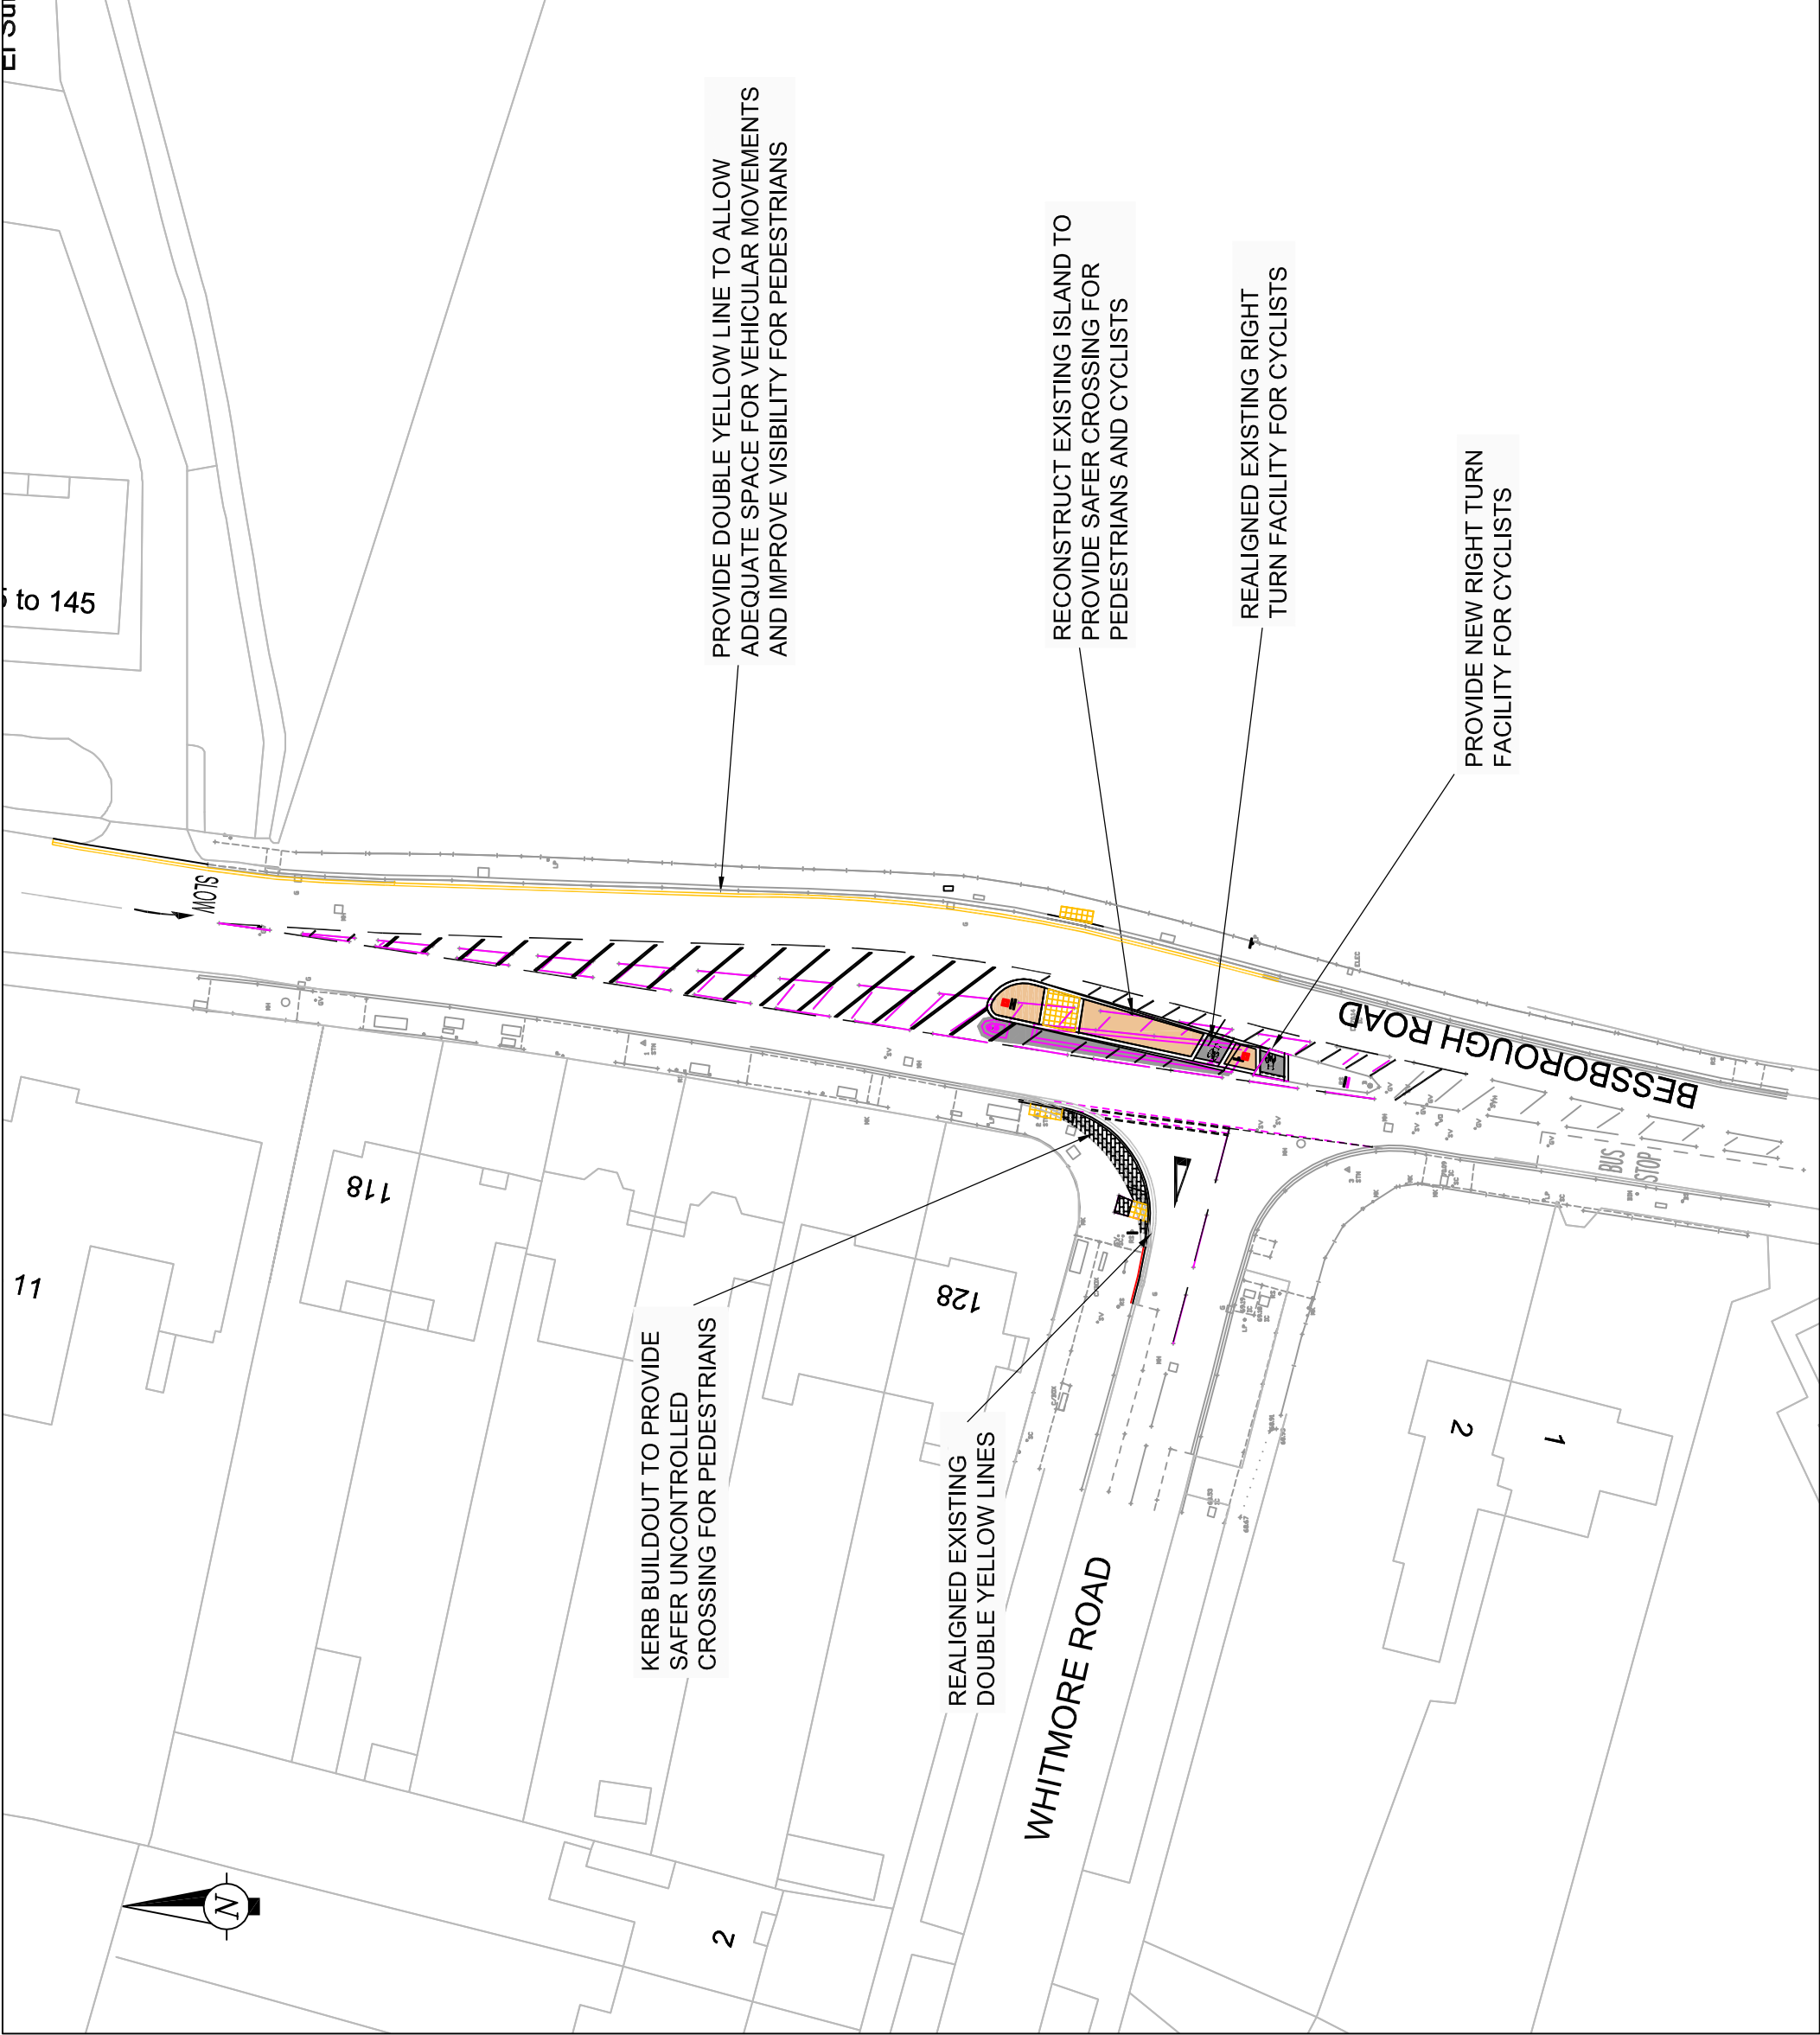 5 to 145
SLOW
PROVIDE DOUBLE YELLOW LINE TO ALLOW
ADEQUATE SPACE FOR VEHICULAR MOVEMENTS
AND IMPROVE VISIBILITY FOR PEDESTRIANS
RECONSTRUCT EXISTING ISLAND TO
PROVIDE SAFER CROSSING FOR
PEDESTRIANS AND CYCLISTS
REALIGNED EXISTING RIGHT
TURN FACILITY FOR CYCLISTS
PROVIDE NEW RIGHT TURN
FACILITY FOR CYCLISTS
BESSBOROUGH ROAD
BUS
STOP
11
118
128
KERB BUILDOUT TO PROVIDE
SAFER UNCONTROLLED
CROSSING FOR PEDESTRIANS
REALIGNED EXISTING
DOUBLE YELLOW LINES
WHITMORE ROAD
2
1
2
N